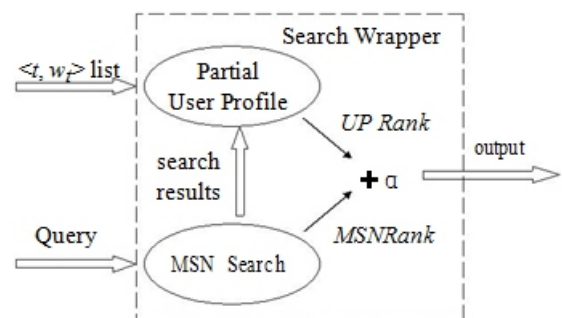 Search Wrapper
<t, wt> list
Partial
User Profile
UP Rank
search
results
+ α
output
Query
MSN Search
MSNRank